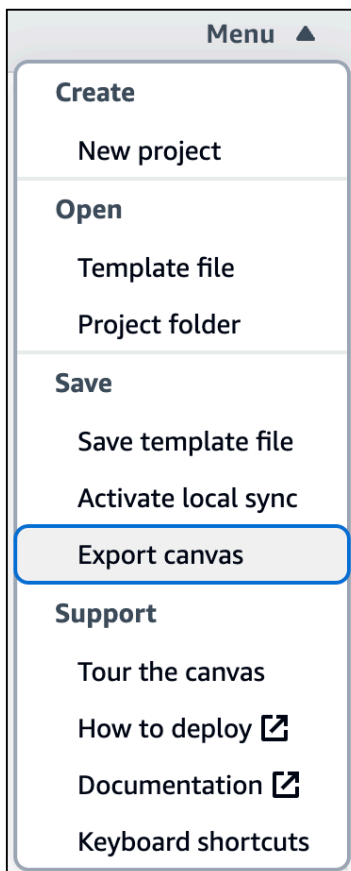 Menu
Create
New project
Open
Template file
Project folder
Save
Save template file
Activate local sync
Export canvas
Support
Tour the canvas
How to deploy
Documentation
Keyboard shortcuts